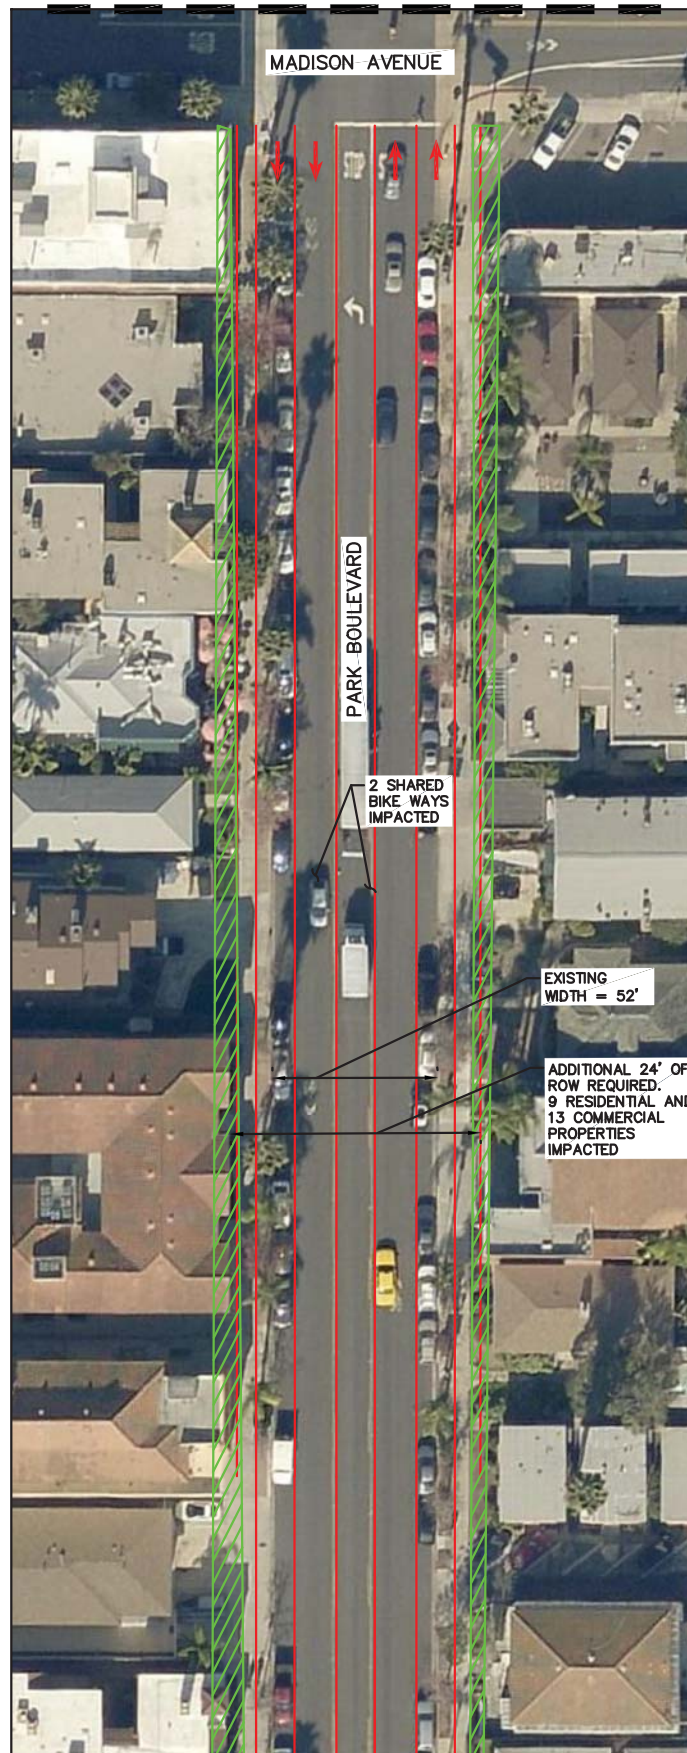 MADISON AVENUE
PARK BOULEVARD
2 SHARED
BIKE WAYS
IMPACTED
EXISTING
WIDTH = 52'
ADDITIONAL 24' OF
ROW REQUIRED.
9 RESIDENTIAL AND
13 COMMERCIAL
PROPERTIES
IMPACTED